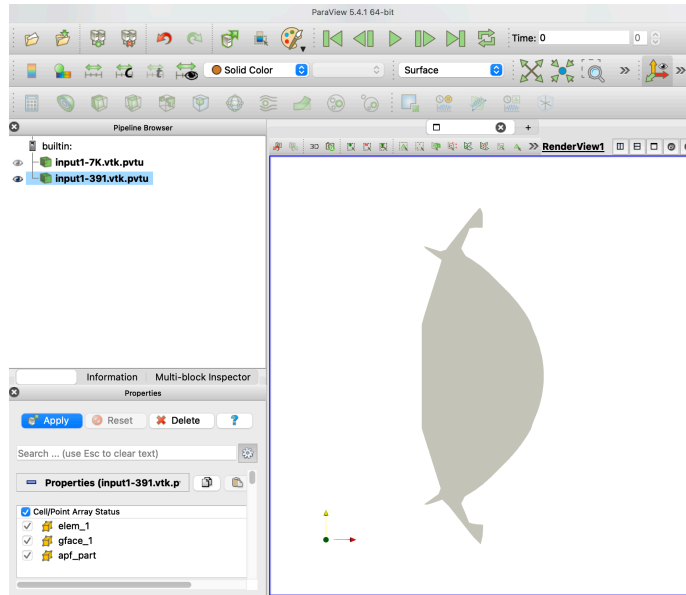 ParaView 5.4.1 64-bit
Time: 0 0
Solid Color Surface
Pipeline Browser
builtin:
3D RenderView1
input1-7K.vtk.pvtu
input1-391.vtk.pvtu
Information Multi-block Inspector
Properties
Apply Reset Delete ?
Search ... (use Esc to clear text)
Properties (input1-391.vtk.p
Cell/Point Array Status
elem_1
gface_1
apf_part